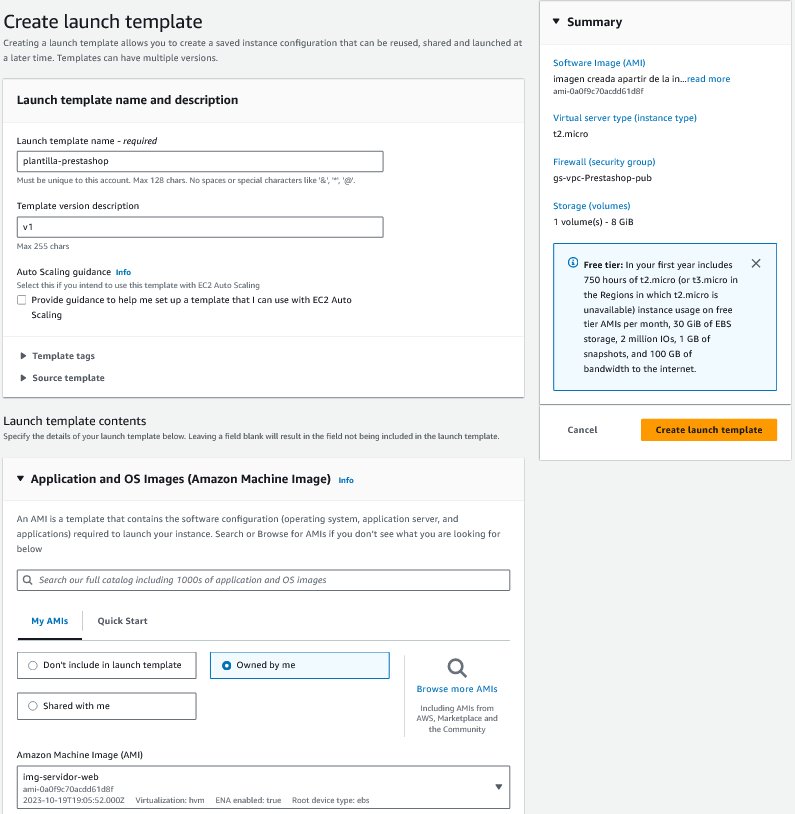 Create launch template
Creating a launch template allows you to create a saved instance configuration that can be reused, shared and launched at
a later time. Templates can have multiple versions.
Launch template name and description
Launch template name - required
plantilla-prestashop
Must be unique to this account. Max 128 chars. No spaces or special characters like '&', '*', '@'.
Template version description
v1
Max 255 chars
Auto Scaling guidance Info
Select this if you intend to use this template with EC2 Auto Scaling
Provide guidance to help me set up a template that I can use with EC2 Auto
Scaling
Template tags
Source template
Launch template contents
Specify the details of your launch template below. Leaving a field blank will result in the field not being included in the launch template.
Application and OS Images (Amazon Machine Image) Info
An AMI is a template that contains the software configuration (operating system, application server, and
applications) required to launch your instance. Search or Browse for AMIs if you don't see what you are looking for
below
Search our full catalog including 1000s of application and OS images
My AMIs
Quick Start
Don't include in launch template
Owned by me
Shared with me
Browse more AMIs
Including AMIs from
AWS, Marketplace and
the Community
Amazon Machine Image (AMI)
img-servidor-web
ami-0a0f9c70acdd61d8f
2023-10-19T19:05:52.000Z Virtualization: hvm ENA enabled: true Root device type: ebs
Summary
Software Image (AMI)
imagen creada apartir de la in...read more
ami-0a0f9c70acdd61d8f
Virtual server type (instance type)
t2.micro
Firewall (security group)
gs-vpc-Prestashop-pub
Storage (volumes)
1 volume(s) - 8 GiB
Free tier: In your first year includes
750 hours of t2.micro (or t3.micro in
the Regions in which t2.micro is
unavailable) instance usage on free
tier AMIs per month, 30 GiB of EBS
storage, 2 million IOs, 1 GB of
snapshots, and 100 GB of
bandwidth to the internet.
Cancel
Create launch template